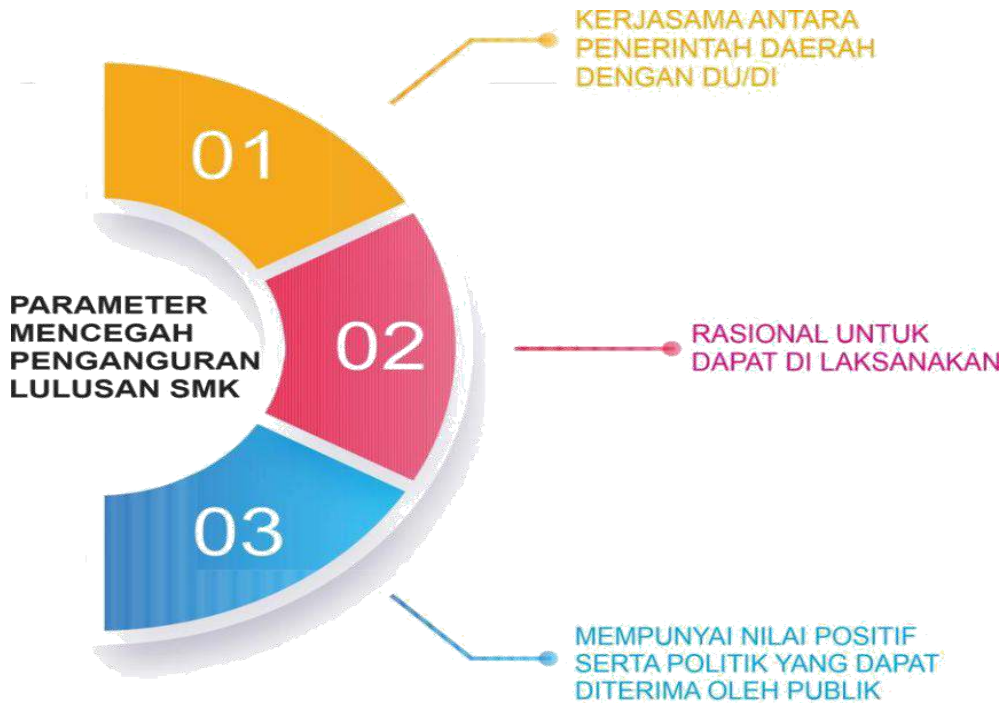 KERJASAMA ANTARA
PENERINTAH DAERAH
DENGAN DU/DI
01
PARAMETER
MENCEGAH
PENGANGURAN
LULUSAN SMK
02
RASIONAL UNTUK
DAPAT DI LAKSANAKAN
03
MEMPUNYAI NILAI POSITIF
SERTA POLITIK YANG DAPAT
DITERIMA OLEH PUBLIK